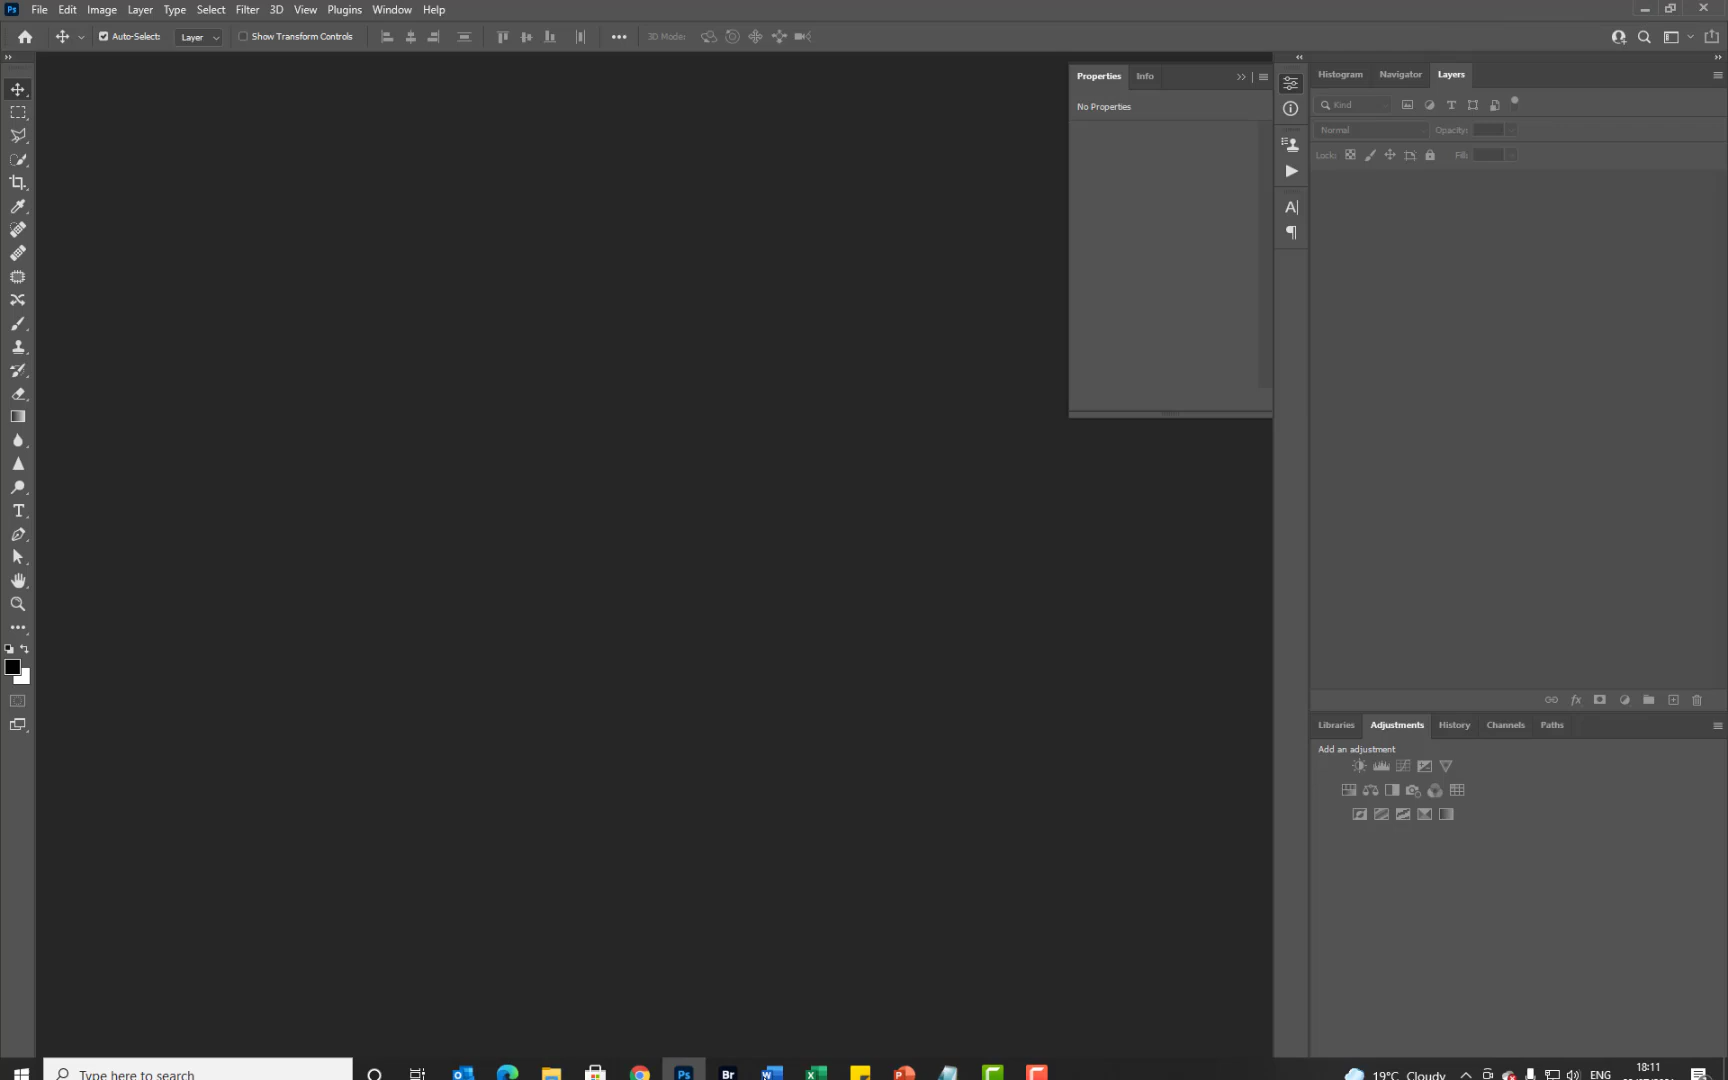 Ps File Edit Image Layer Type Select Filter 3D View Plugins Window Help
Auto-Select: Layer Show Transform Controls 3D Mode:
Properties Info
No Properties
Histogram Navigator Layers
Kind
Normal Opacity:
Lock: Fill:
Libraries Adjustments History Channels Paths
Add an adjustment
Type here to search
Ps Br
19°C Cloudy
ENG
18:11